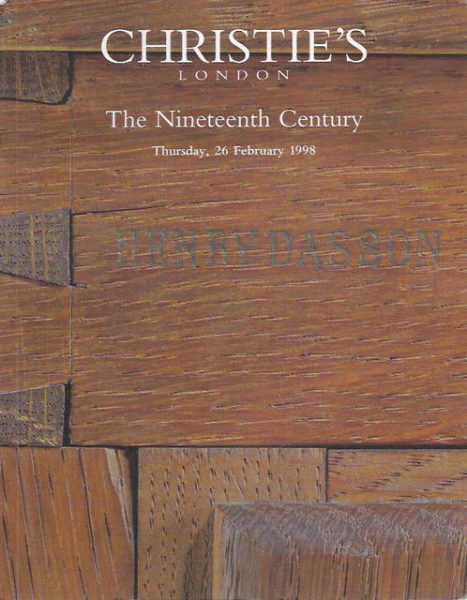 CHRISTIE'S
LONDON
The Nineteenth Century
Thursday, 26 February 1998
HENRY DASSON